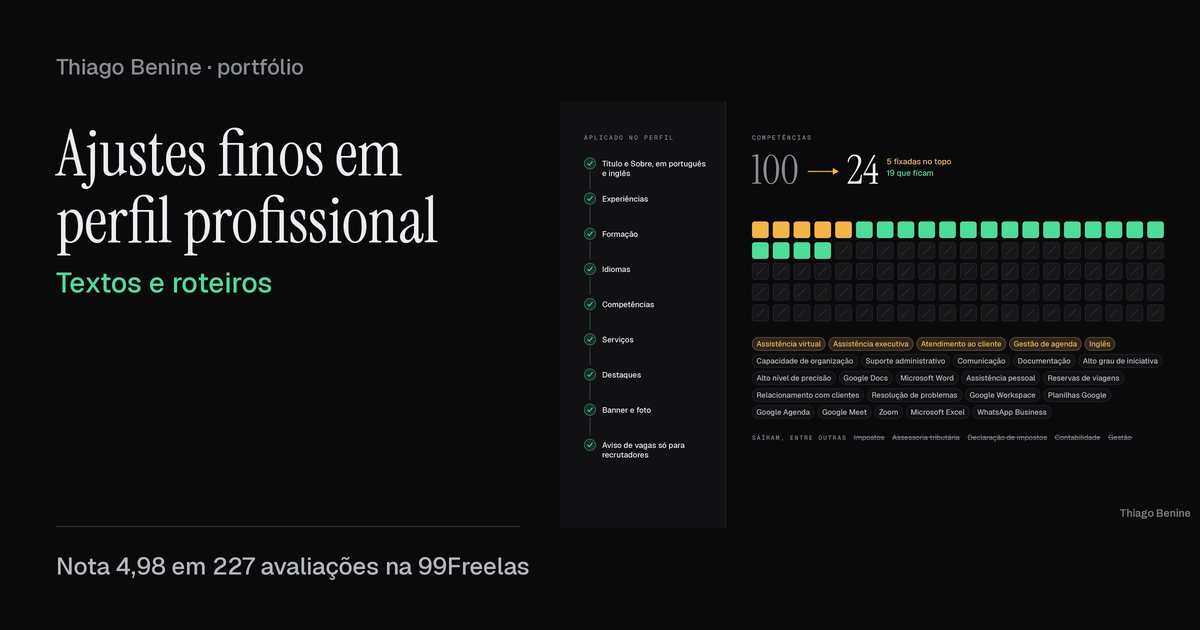 Thiago Benine · portfólio
Ajustes finos em
perfil profissional
Textos e roteiros
Nota 4,98 em 227 avaliações na 99Freelas
APLICADO NO PERFIL
Título e Sobre, em português
e inglês
Experiências
Formação
Idiomas
Competências
Serviços
Destaques
Banner e foto
Aviso de vagas só para
recrutadores
COMPETÊNCIAS
100 → 24
5 fixadas no topo
19 que ficam
Assistência virtual Assistência executiva Atendimento ao cliente Gestão de agenda Inglês
Capacidade de organização Suporte administrativo Comunicação Documentação Alto grau de iniciativa
Alto nível de precisão Google Docs Microsoft Word Assistência pessoal Reservas de viagens
Relacionamento com clientes Resolução de problemas Google Workspace Planilhas Google
Google Agenda Google Meet Zoom Microsoft Excel WhatsApp Business
SAÍRAM, ENTRE OUTRAS Impostos Assessoria tributária Declaração de impostos Contabilidade Gestão
Thiago Benine